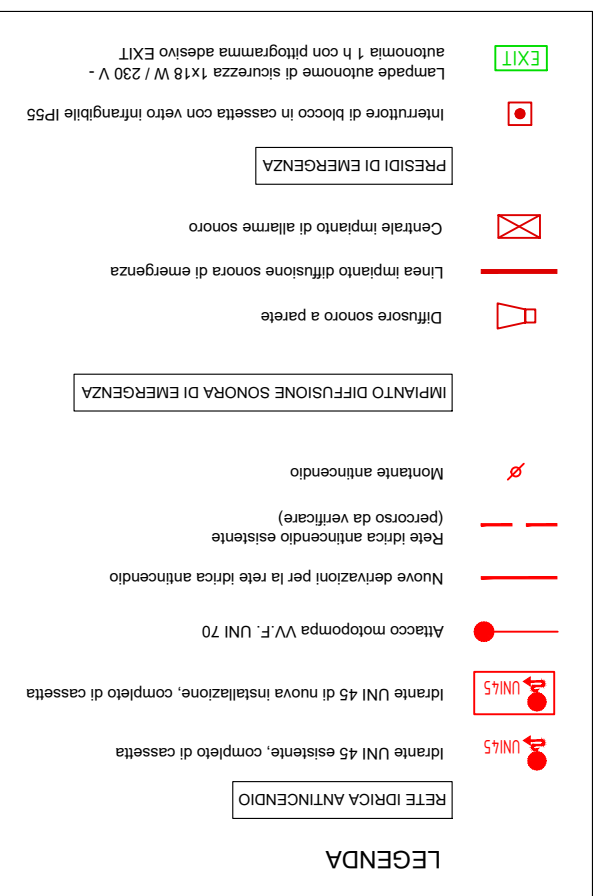 LEGENDA
RETE IDRICA ANTINCENDIO
UNI45
Idrante UNI 45 esistente, completo di cassetta
UNI45
Idrante UNI 45 di nuova installazione, completo di cassetta
Attacco motopompa VV.F. UNI 70
Nuove derivazioni per la rete idrica antincendio
Rete idrica antincendio esistente
(percorso da verificare)
Montante antincendio
IMPIANTO DIFFUSIONE SONORA DI EMERGENZA
Diffusore sonoro a parete
Linea impianto diffusione sonora di emergenza
Centrale impianto di allarme sonoro
PRESIDI DI EMERGENZA
Interruttore di blocco in cassetta con vetro infrangibile IP55
EXIT
Lampade autonome di sicurezza 1x18 W / 230 V -
autonomia 1 h con pittogramma adesivo EXIT